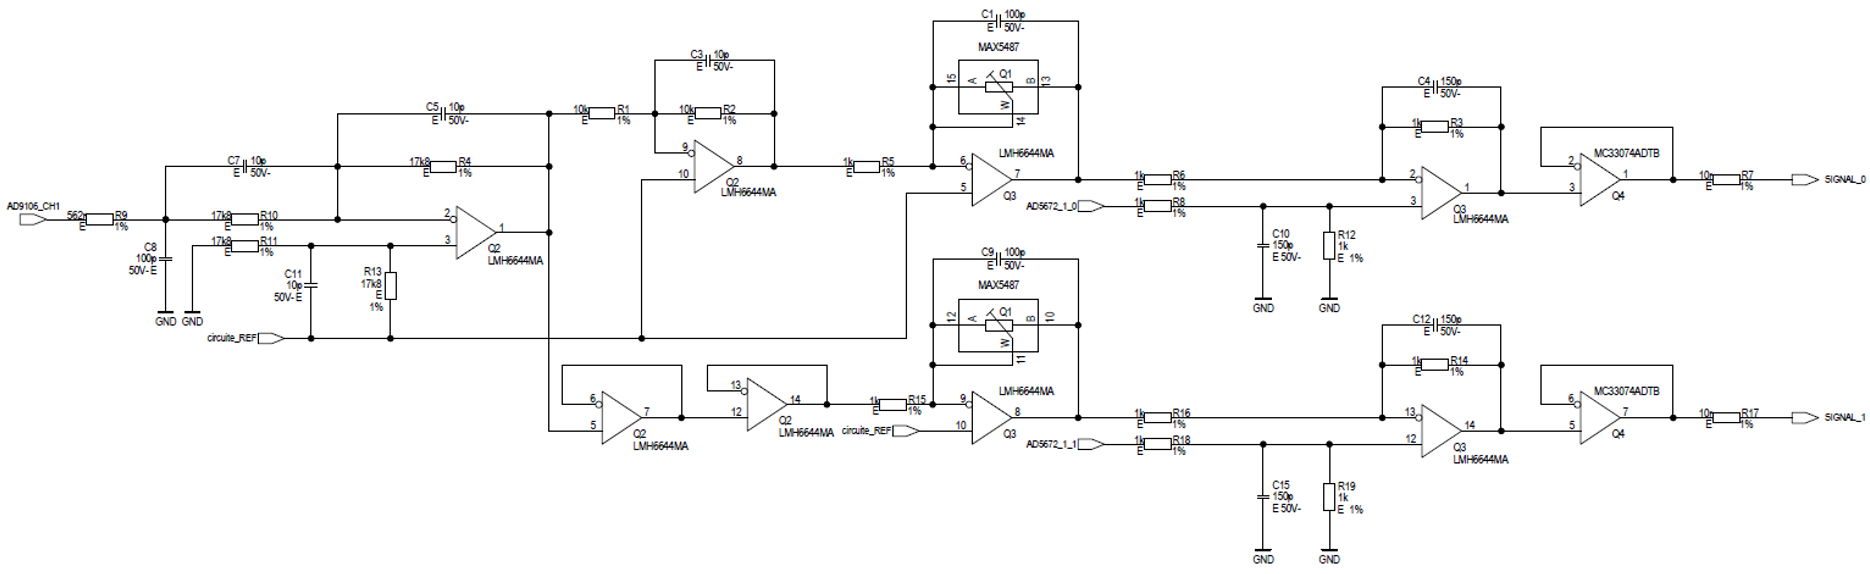 C1 100p
E 50V-
MAX5487
15 A Q1 B 13
W
14
C3 10p
E 50V-
10k R1
E 1%
10k R2
E 1%
C5 10p
E 50V-
C4 150p
E 50V-
1k R3
E 1%
9
10
8
Q2
LMH6644MA
1k R5
E 1%
LMH6644MA
6
5
7
Q3
C7 10p
E 50V-
17k8 R4
E 1%
MC33074ADTB
2
3
1
Q4
10r R7
E 1%
SIGNAL_0
1k R6
E 1%
AD5672_1_0
1k R8
E 1%
2
3
1
Q3
LMH6644MA
AD9106_CH1
562r R9
E 1%
17k8 R10
E 1%
17k8 R11
1%
2
3
1
Q2
LMH6644MA
C8
100p
50V- E
C11
10p
50V- E
R13
17k8
E
1%
C10
150p
E 50V-
R12
1k
E 1%
GND
GND
GND
GND
circuite_REF
C9 100p
E 50V-
MAX5487
12 A Q1 B 10
W
11
C12 150p
E 50V-
1k R14
E 1%
6
5
7
Q2
LMH6644MA
13
12
14
Q2
LMH6644MA
1k R15
E 1%
circuite_REF
LMH6644MA
9
10
8
Q3
1k R16
E 1%
AD5672_1_1
1k R18
E 1%
13
12
14
Q3
LMH6644MA
MC33074ADTB
6
5
7
Q4
10r R17
E 1%
SIGNAL_1
C15
150p
E 50V-
R19
1k
E 1%
GND
GND